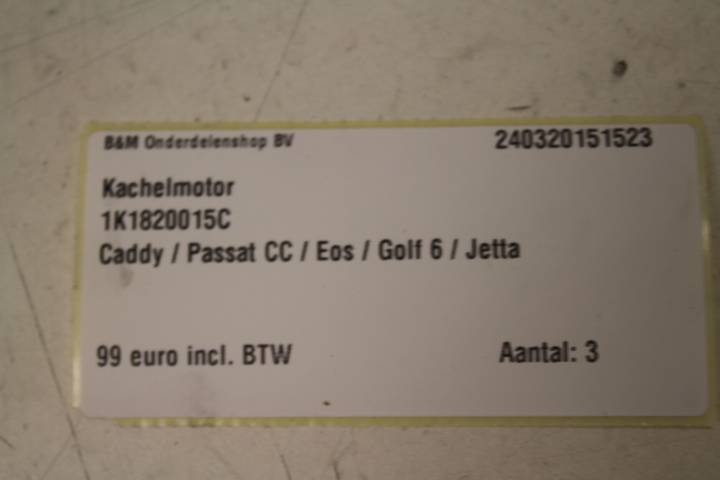 B&M Onderdelenshop BV 240320151523
Kachelmotor
1K1820015C
Caddy / Passat CC / Eos / Golf 6 / Jetta
99 euro incl. BTW Aantal: 3